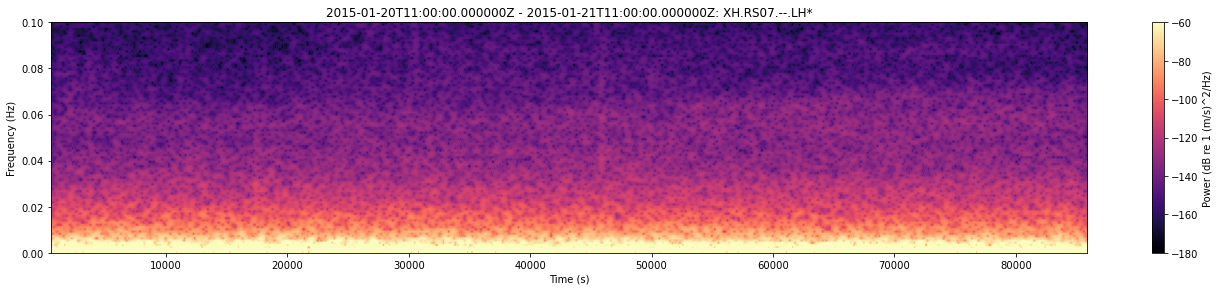 2015-01-20T11:00:00.000000Z - 2015-01-21T11:00:00.000000Z: XH.RS07.--.LH*
0.10
0.08
0.06
0.04
0.02
0.00
Frequency (Hz)
10000 20000 30000 40000 50000 60000 70000 80000
Time (s)
−60
−80
−100
−120
−140
−160
−180
Power (dB re 1 (m/s)^2/Hz)